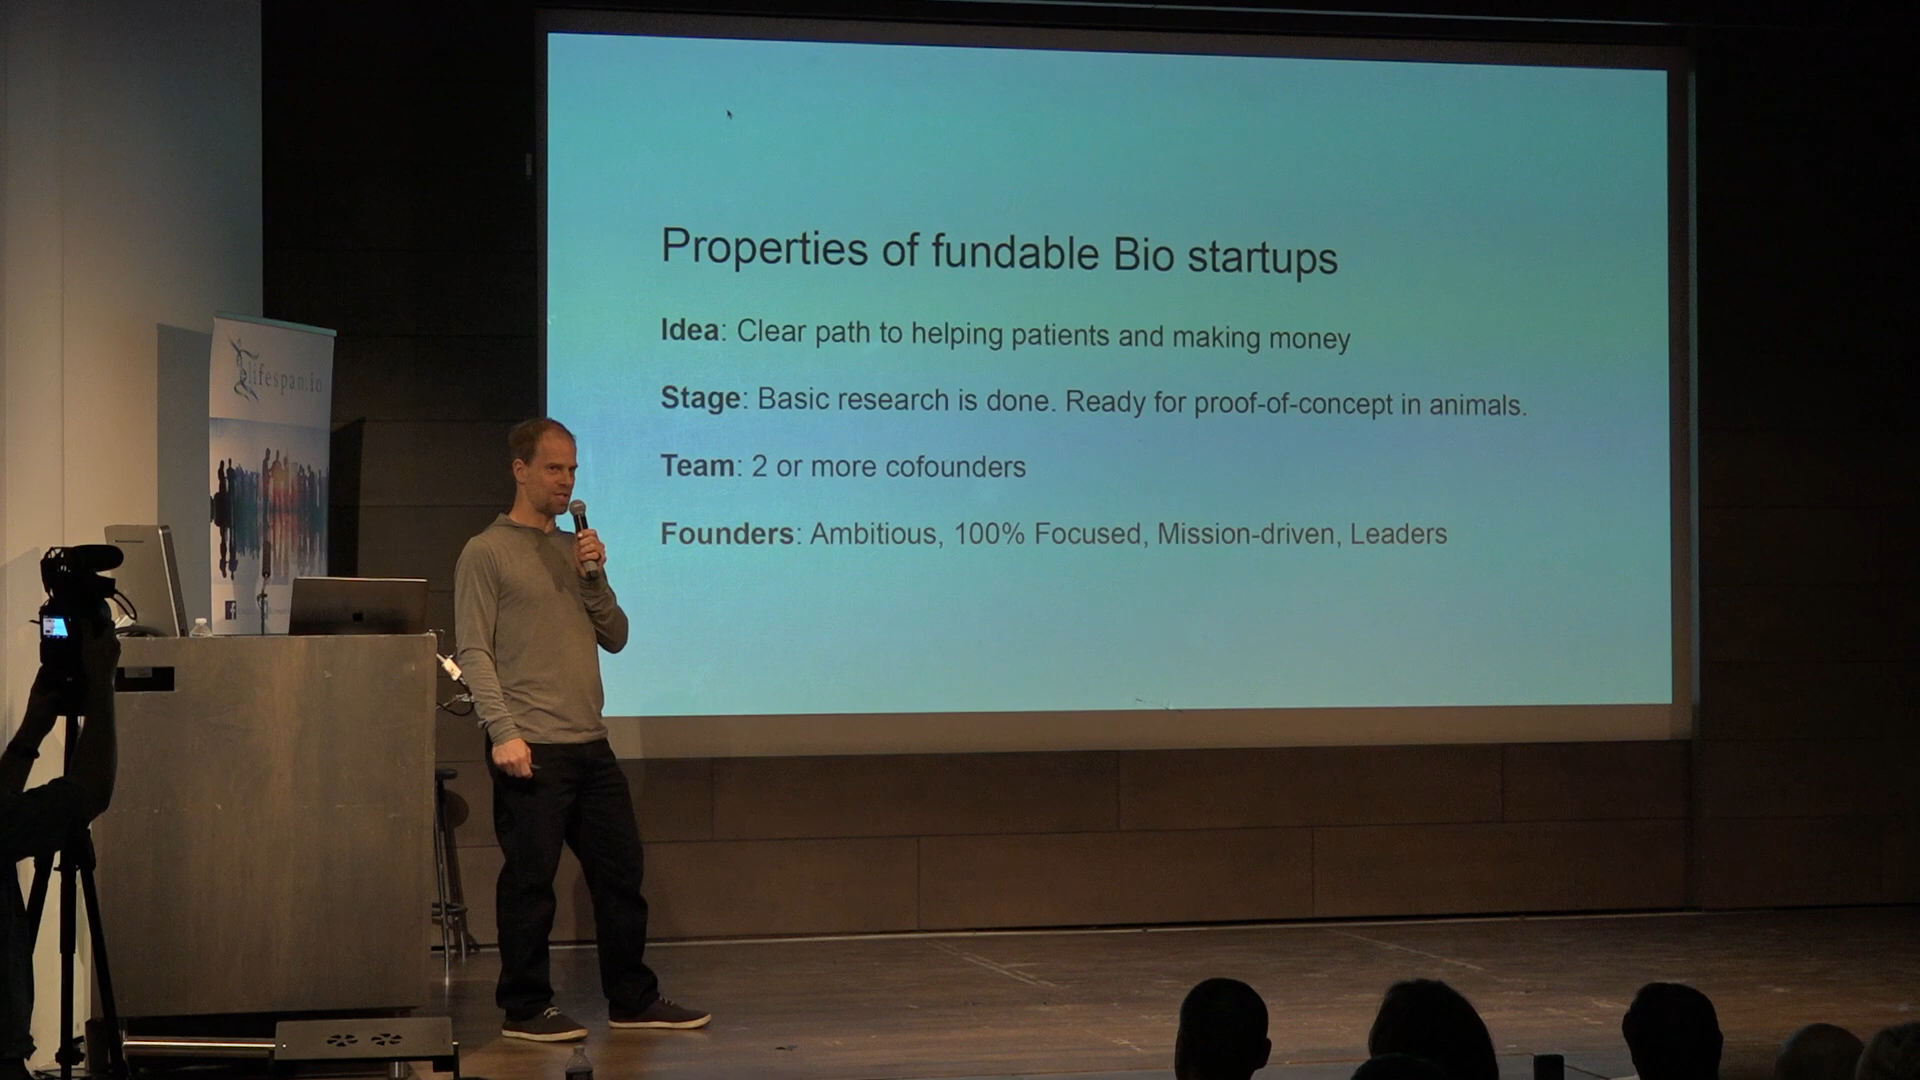 Properties of fundable Bio startups
Idea: Clear path to helping patients and making money
Stage: Basic research is done. Ready for proof-of-concept in animals.
Team: 2 or more cofounders
Founders: Ambitious, 100% Focused, Mission-driven, Leaders
lifespan.io
f